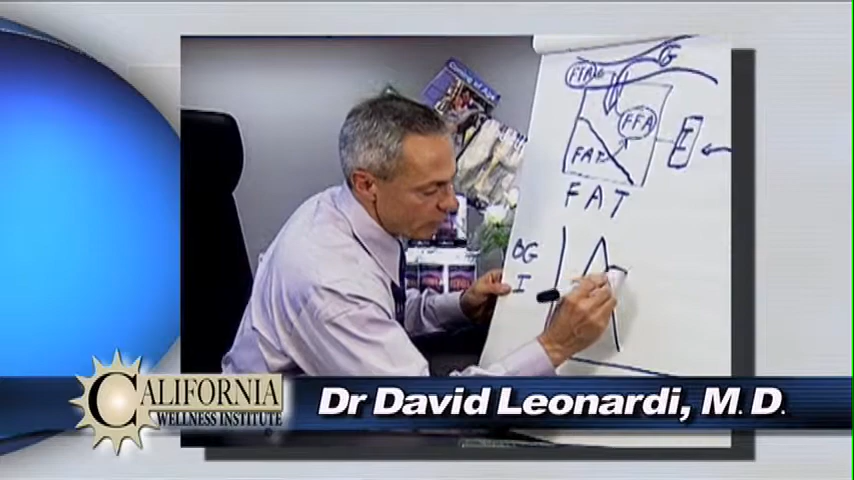 G
FFA
FFA
E
FAT
FAT
BG
I
CALIFORNIA
WELLNESS INSTITUTE
Dr David Leonardi, M.D.